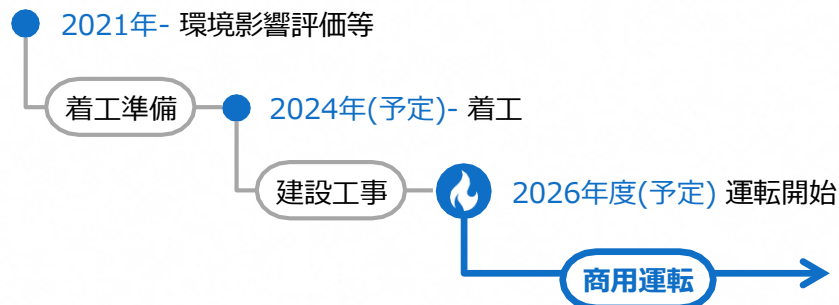 2021年- 環境影響評価等
着工準備
2024年(予定)- 着工
建設工事
2026年度(予定) 運転開始
商用運転